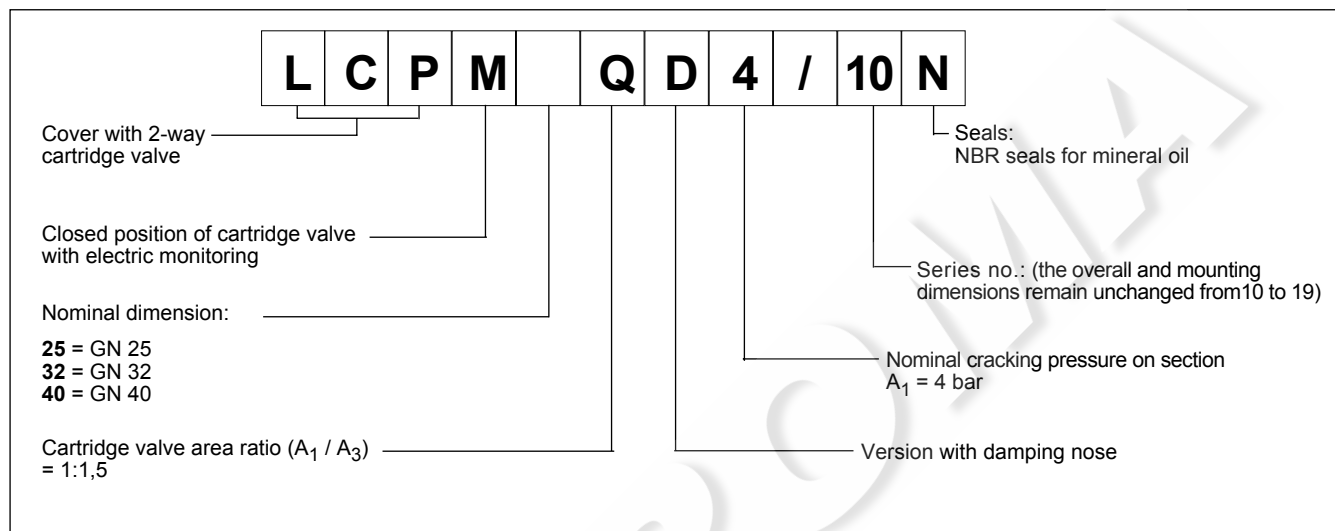 L C P M Q D 4 / 10 N
Cover with 2-way
cartridge valve
Seals:
NBR seals for mineral oil
Closed position of cartridge valve
with electric monitoring
Series no.: (the overall and mounting
dimensions remain unchanged from10 to 19)
Nominal dimension:
25 = GN 25
32 = GN 32
40 = GN 40
Nominal cracking pressure on section
A1 = 4 bar
Cartridge valve area ratio (A1 / A3)
= 1:1,5
Version with damping nose